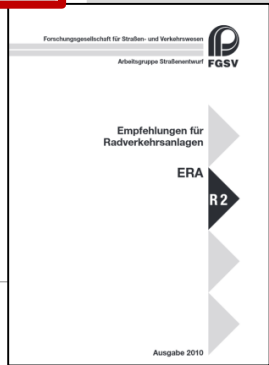 Forschungsgesellschaft für Straßen- und Verkehrswesen
Arbeitsgruppe Straßenentwurf
FGSV
Empfehlungen für
Radverkehrsanlagen
ERA
R 2
Ausgabe 2010